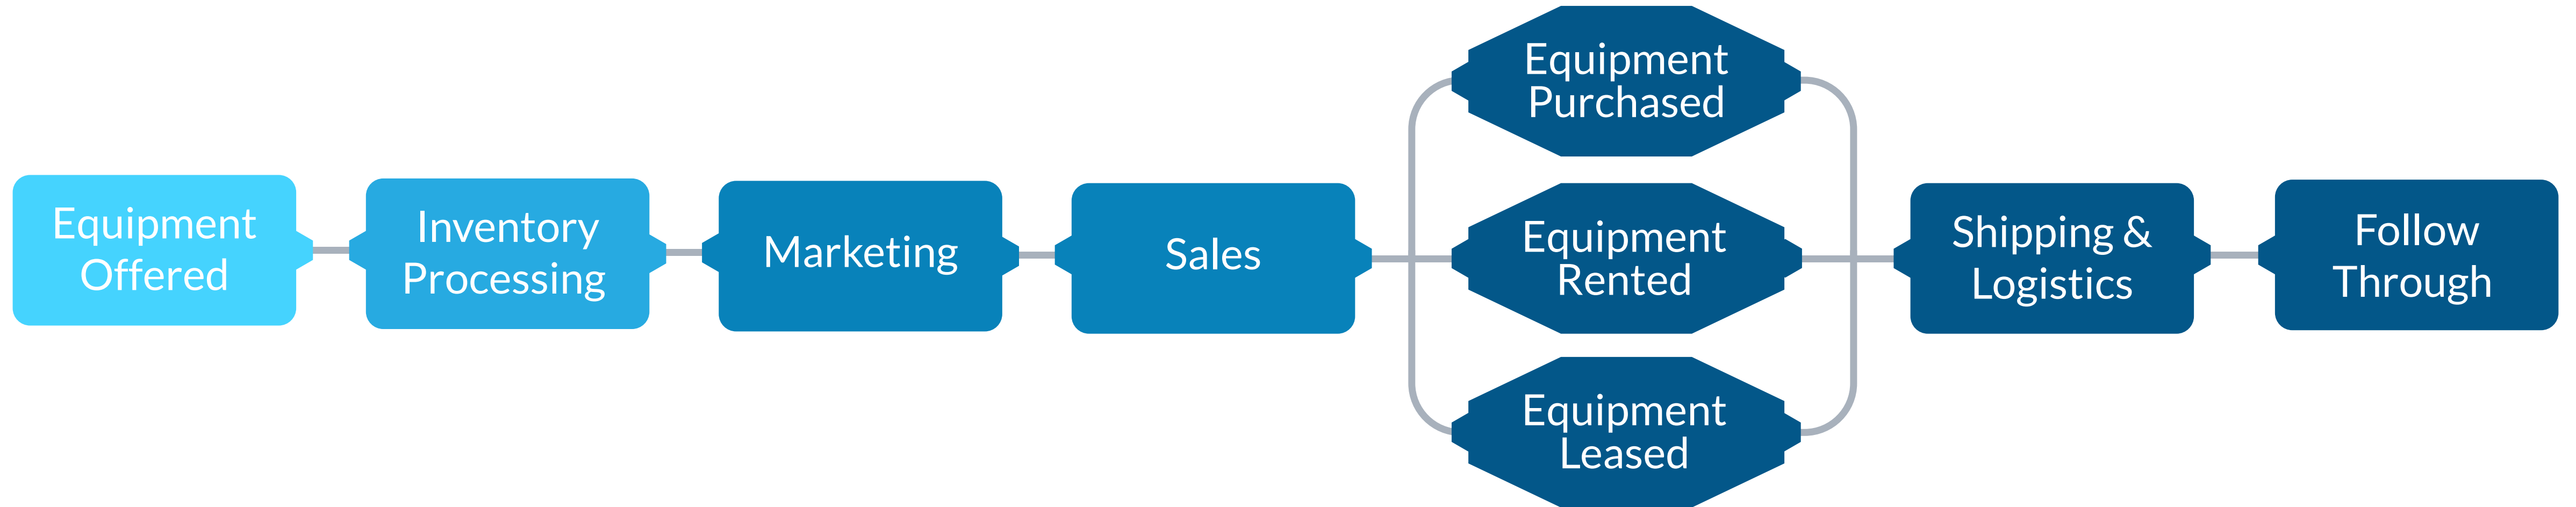 Equipment
Offered
Inventory
Processing
Marketing
Sales
Equipment
Purchased
Equipment
Rented
Equipment
Leased
Shipping &
Logistics
Follow
Through